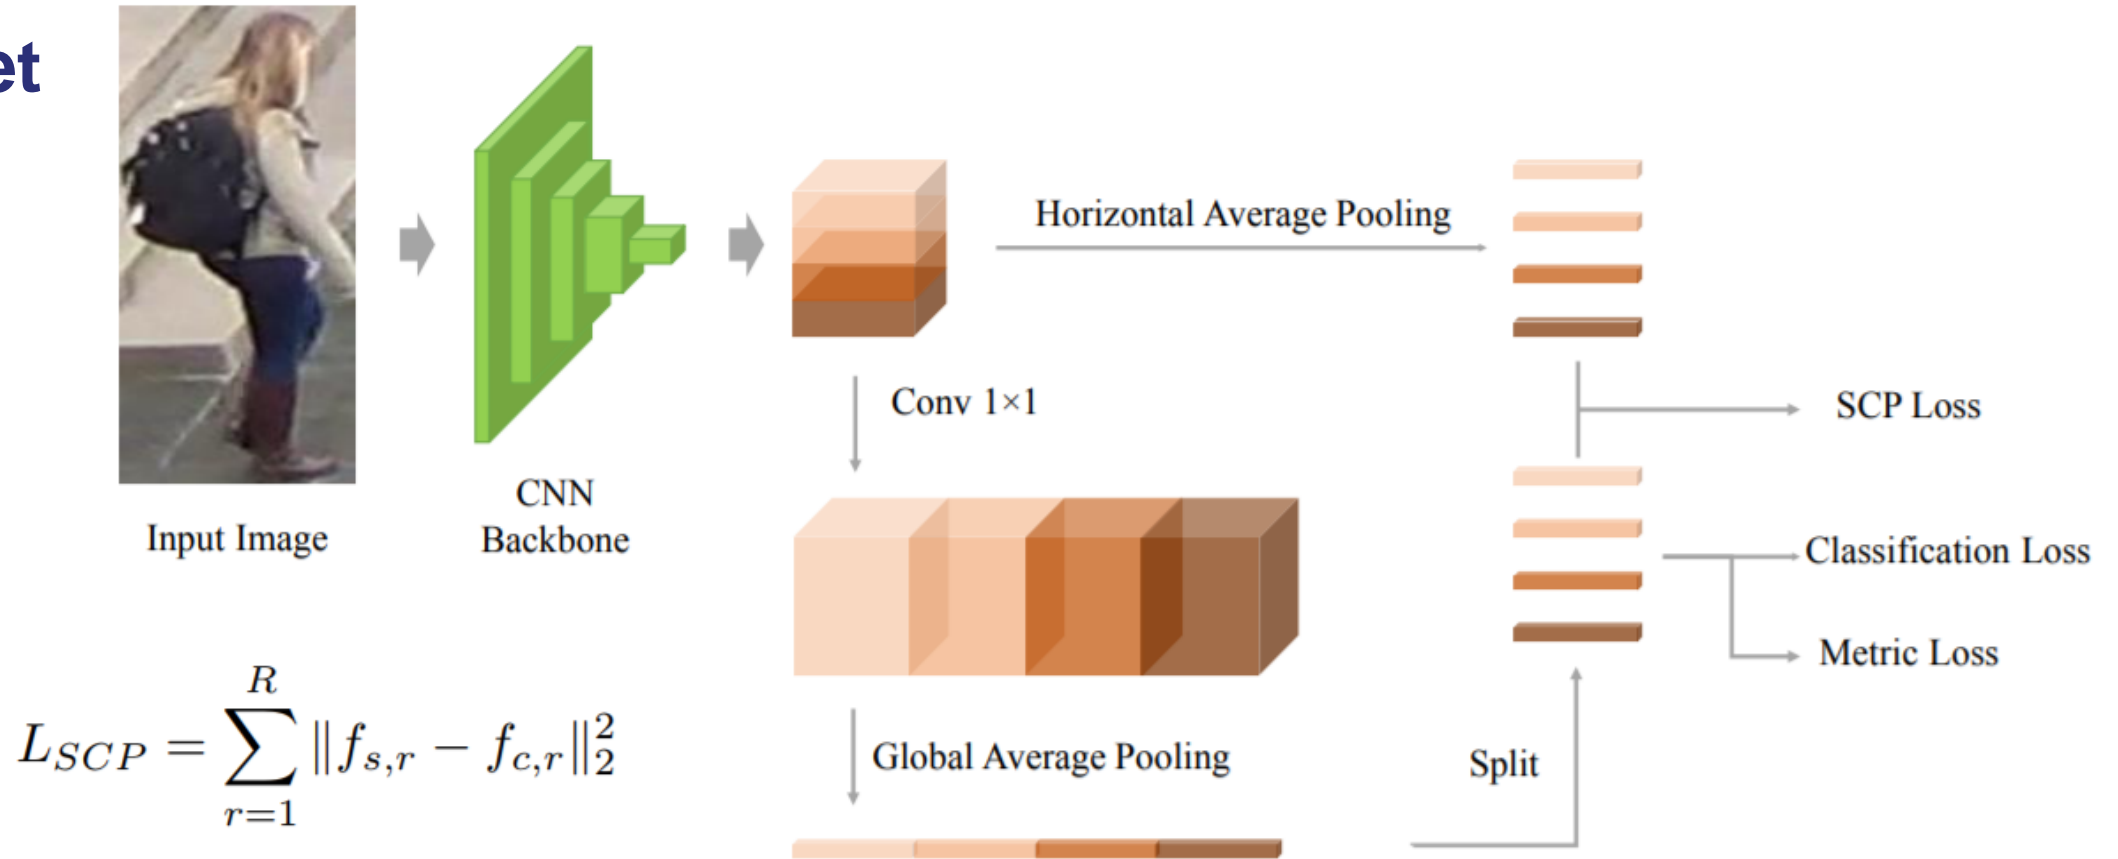 et
Horizontal Average Pooling
Conv 1×1
SCP Loss
CNN
Backbone
Input Image
Classification Loss
Metric Loss
L_{SCP} = \sum_{r=1}^{R} \|f_{s,r} - f_{c,r}\|_2^2
Global Average Pooling
Split